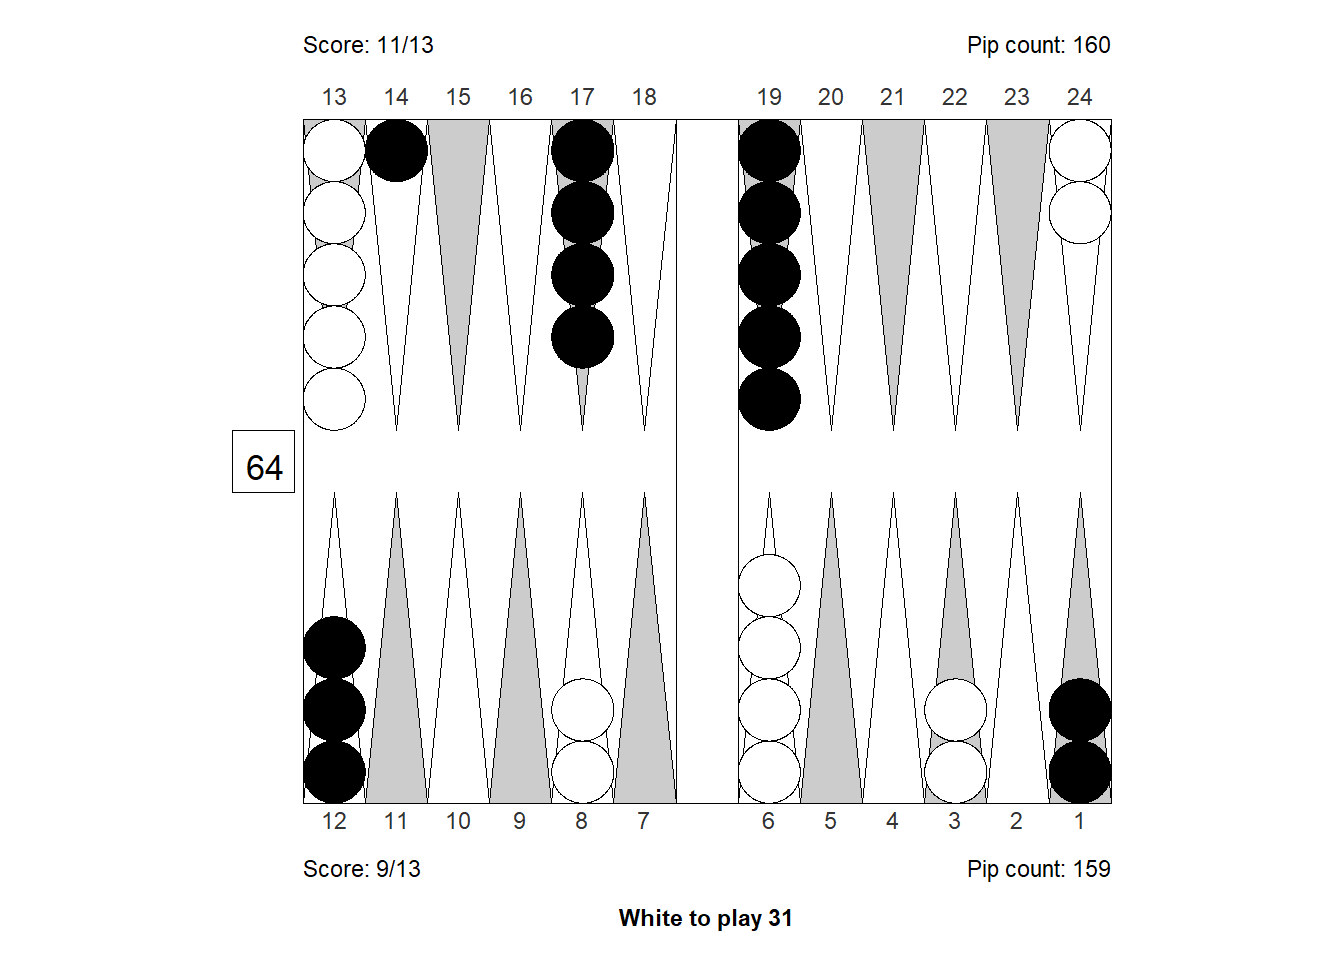 Score: 11/13 Pip count: 160
13 14 15 16 17 18 19 20 21 22 23 24
64
12 11 10 9 8 7 6 5 4 3 2 1
Score: 9/13 Pip count: 159
White to play 31